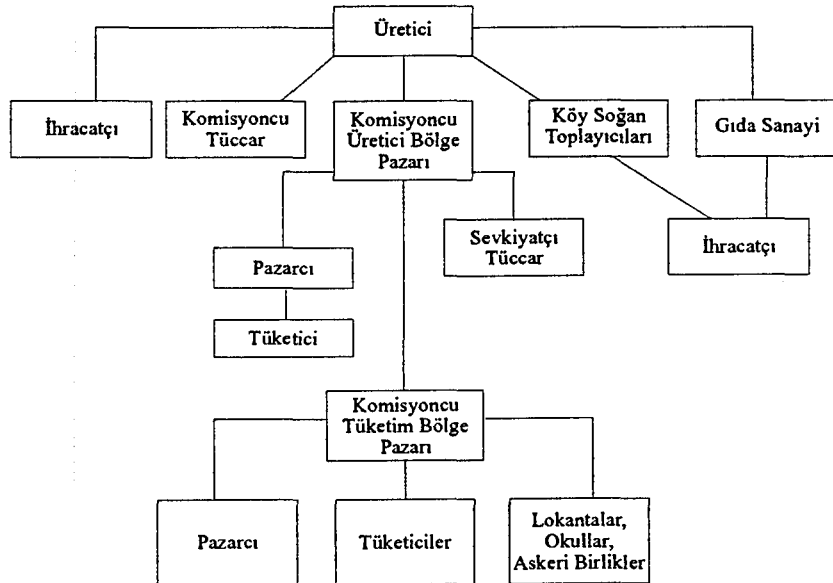 Üretici
İhracatçı
Komisyoncu
Tüccar
Komisyoncu
Üretici Bölge
Pazarı
Köy Soğan
Toplayıcıları
Gıda Sanayi
Pazarcı
Sevkiyatçı
Tüccar
İhracatçı
Tüketici
Komisyoncu
Tüketim Bölge
Pazarı
Pazarcı
Tüketiciler
Lokantalar,
Okullar,
Askeri Birlikler